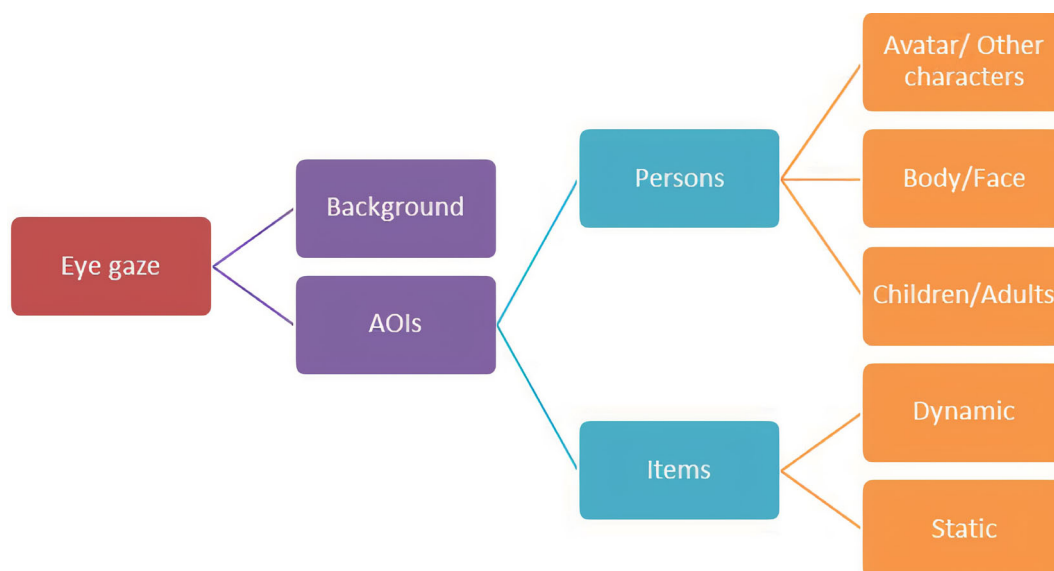 Eye gaze
Background
AOIs
Persons
Items
Avatar/ Other
characters
Body/Face
Children/Adults
Dynamic
Static